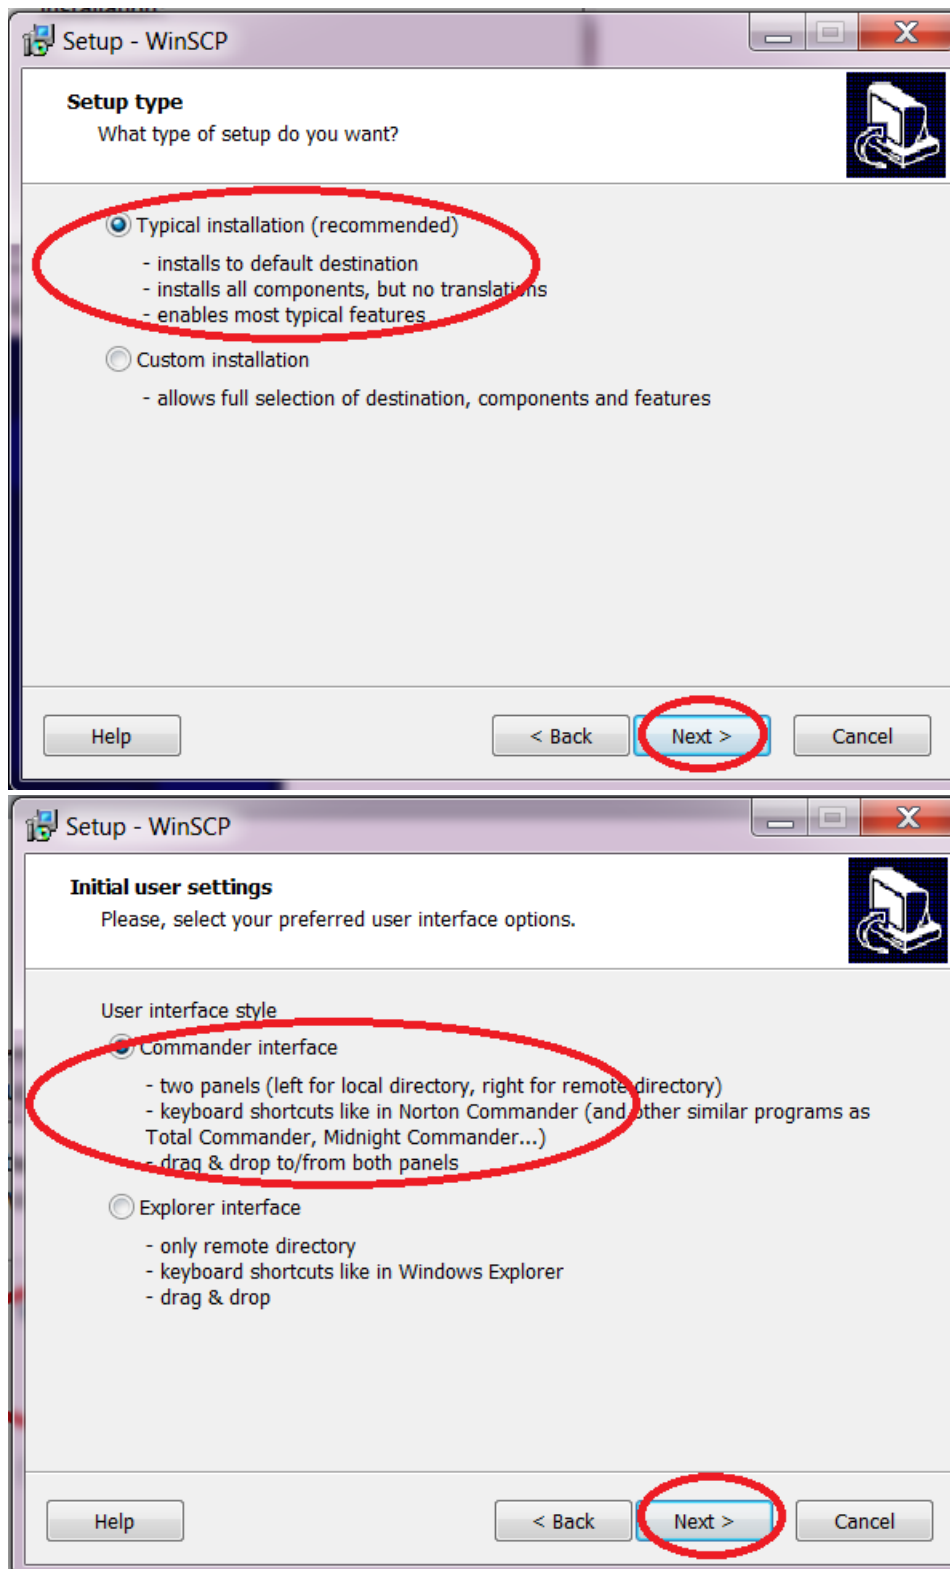 Installation
Setup - WinSCP
Setup type
What type of setup do you want?
Typical installation (recommended)
- installs to default destination
- installs all components, but no translations
- enables most typical features
Custom installation
- allows full selection of destination, components and features
Help
< Back
Next >
Cancel
Setup - WinSCP
Initial user settings
Please, select your preferred user interface options.
User interface style
Commander interface
- two panels (left for local directory, right for remote directory)
- keyboard shortcuts like in Norton Commander (and other similar programs as
Total Commander, Midnight Commander...)
- drag & drop to/from both panels
Explorer interface
- only remote directory
- keyboard shortcuts like in Windows Explorer
- drag & drop
Help
< Back
Next >
Cancel